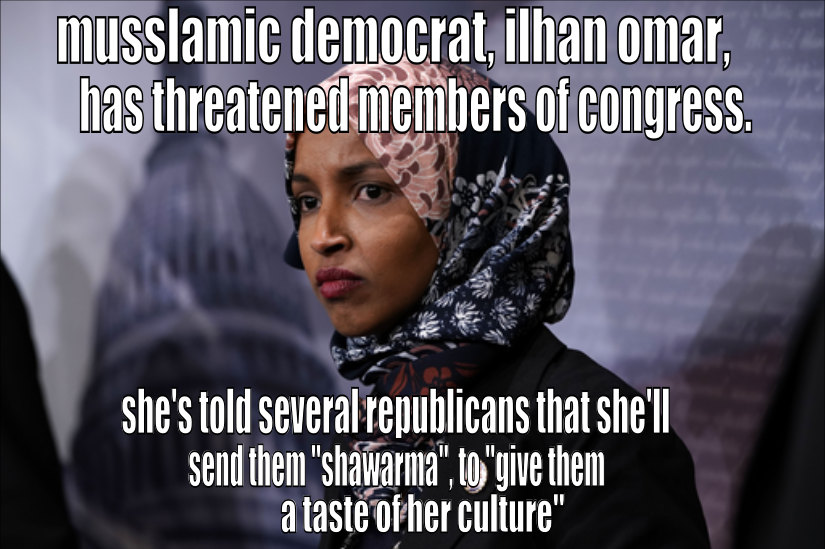 mussIamic democrat, ilhan omar,
has threatened members of congress.
she's told several republicans that she'll
send them "shawarma", to "give them
a taste of her culture"